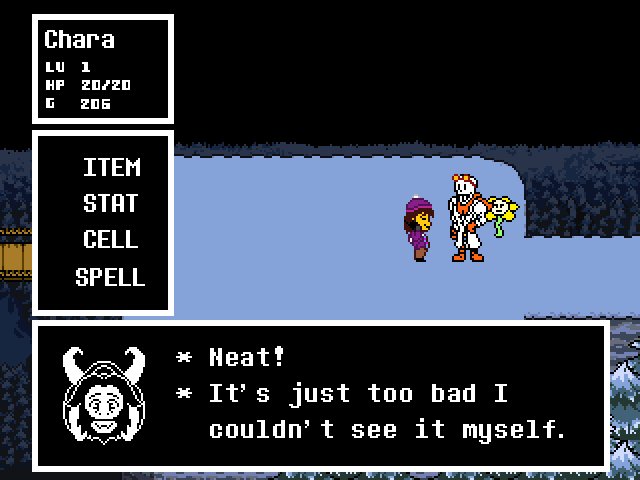 Chara
LV 1
HP 20/20
G 206
ITEM
STAT
CELL
SPELL
* Neat!
* It's just too bad I
couldn't see it myself.